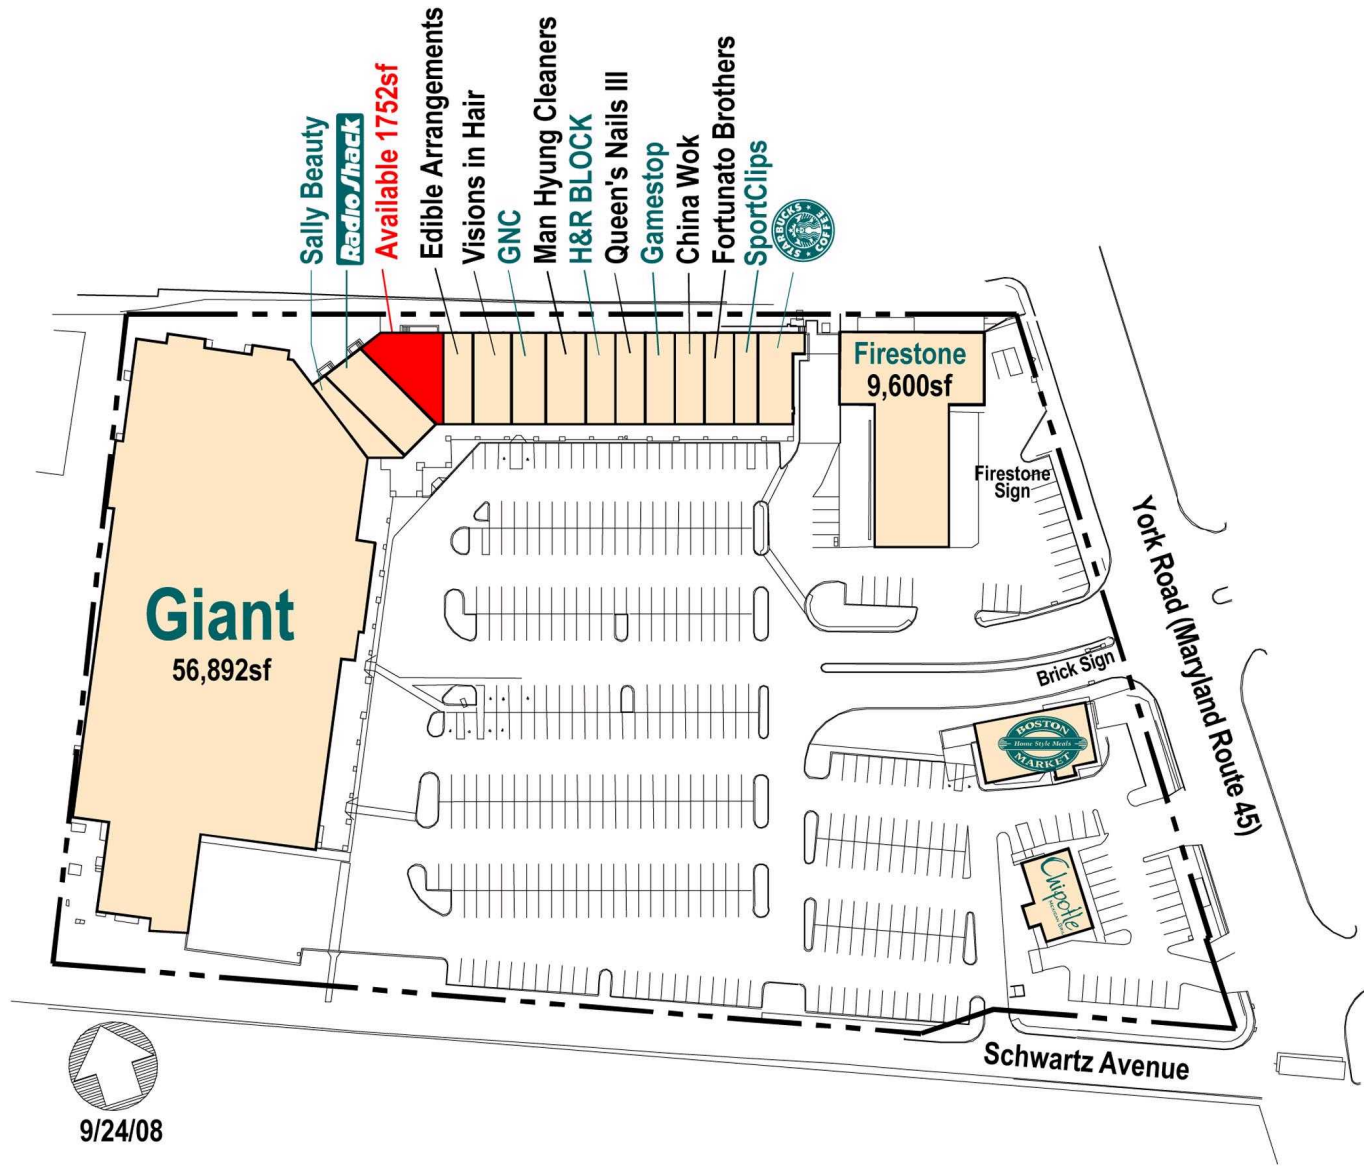 Sally Beauty
RadioShack
Available 1752sf
Edible Arrangements
Visions in Hair
GNC
Man Hyung Cleaners
H&R BLOCK
Queen's Nails III
Gamestop
China Wok
Fortunato Brothers
SportClips
STARBUCKS
COFFEE
Firestone
9,600sf
Firestone
Sign
Giant
56,892sf
York Road (Maryland Route 45)
Brick Sign
BOSTON
Home Style Meals
MARKET
Chipotle
Schwartz Avenue
9/24/08